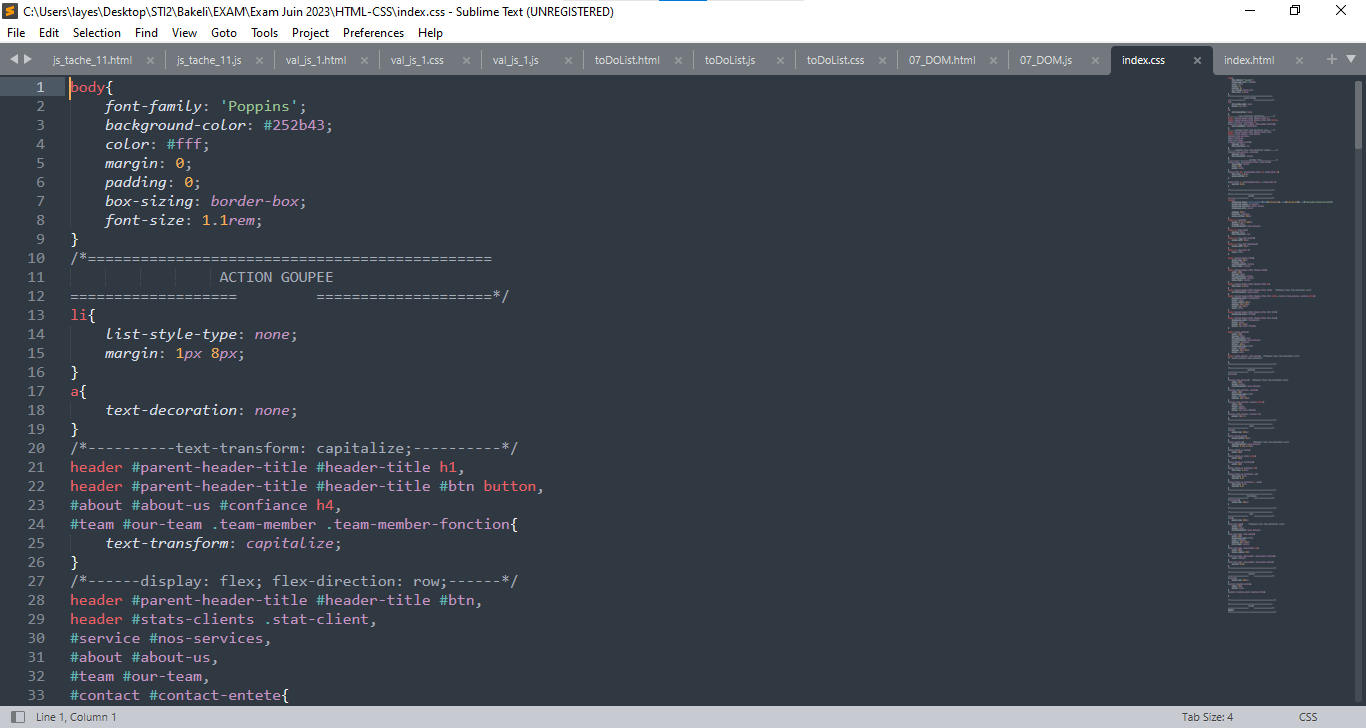 C:\Users\layes\Desktop\STI2\Bakeli\EXAM\Exam Juin 2023\HTML-CSS\index.css - Sublime Text (UNREGISTERED)
File Edit Selection Find View Goto Tools Project Preferences Help
js_tache_11.html js_tache_11.js val_js_1.html val_js_1.css val_js_1.js toDoList.html toDoList.js toDoList.css 07_DOM.html 07_DOM.js index.css index.html
1 body{
2 font-family: 'Poppins';
3 background-color: #252b43;
4 color: #fff;
5 margin: 0;
6 padding: 0;
7 box-sizing: border-box;
8 font-size: 1.1rem;
9 }
10 /*==============================================
11 ACTION GOUPEE
12 =================== ====================*/
13 li{
14 list-style-type: none;
15 margin: 1px 8px;
16 }
17 a{
18 text-decoration: none;
19 }
20 /*----------text-transform: capitalize;----------*/
21 header #parent-header-title #header-title h1,
22 header #parent-header-title #header-title #btn button,
23 #about #about-us #confiance h4,
24 #team #our-team .team-member .team-member-fonction{
25 text-transform: capitalize;
26 }
27 /*------display: flex; flex-direction: row;------*/
28 header #parent-header-title #header-title #btn,
29 header #stats-clients .stat-client,
30 #service #nos-services,
31 #about #about-us,
32 #team #our-team,
33 #contact #contact-entete{
Line 1, Column 1 Tab Size: 4 CSS